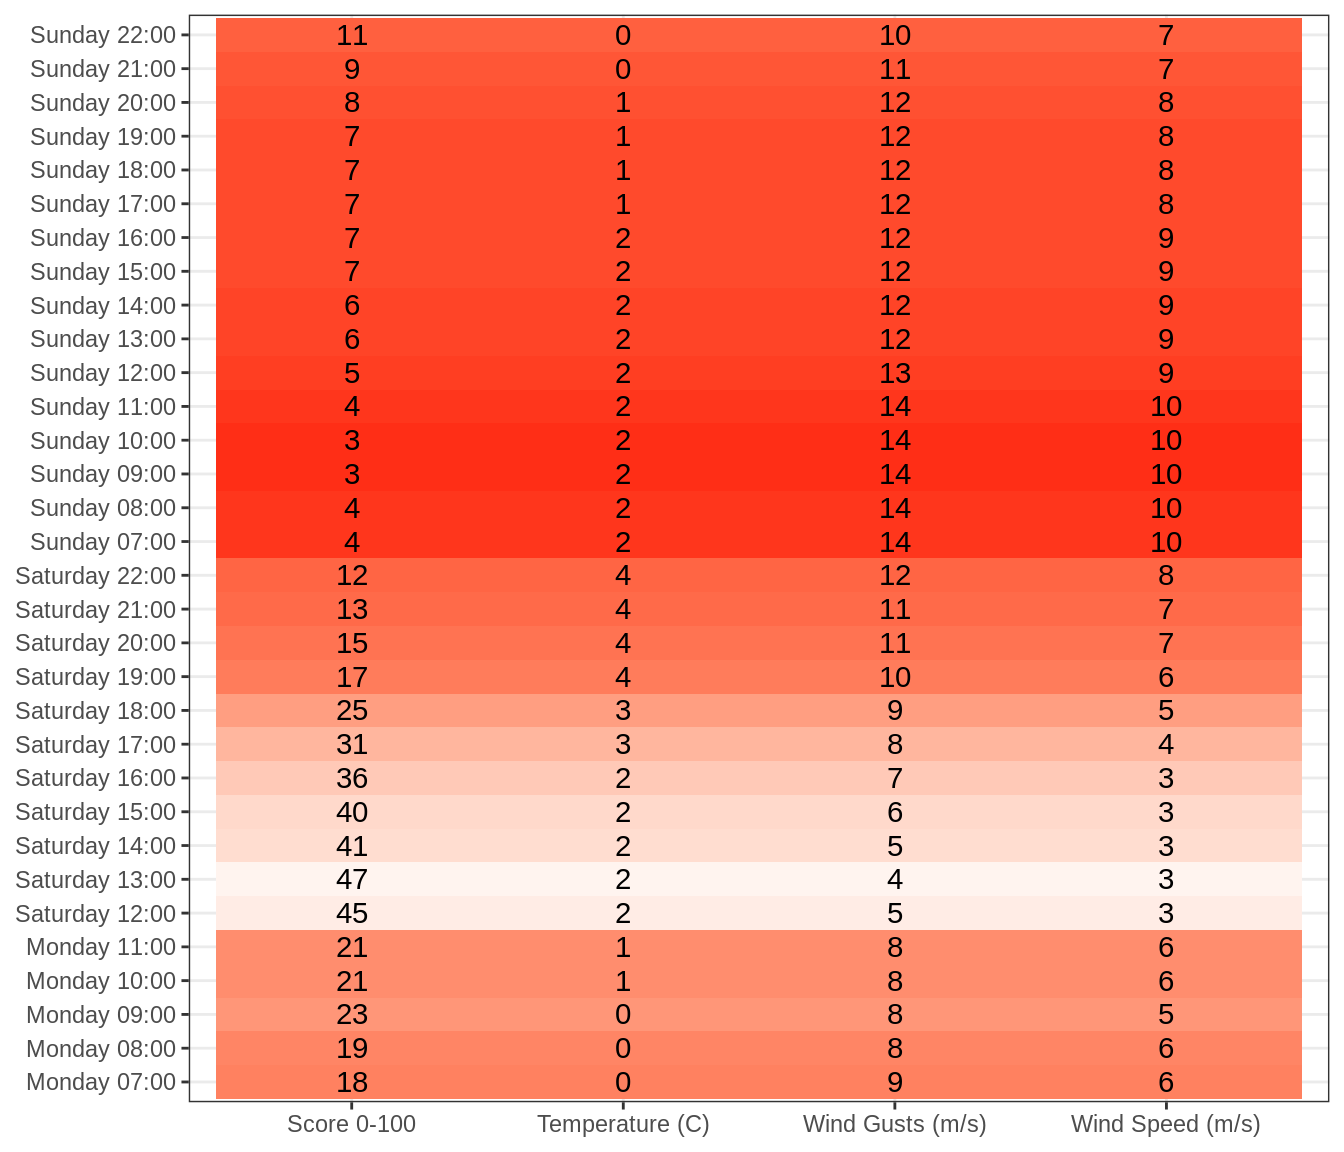 Sunday 22:00 11 0 10 7
Sunday 21:00 9 0 11 7
Sunday 20:00 8 1 12 8
Sunday 19:00 7 1 12 8
Sunday 18:00 7 1 12 8
Sunday 17:00 7 1 12 8
Sunday 16:00 7 2 12 9
Sunday 15:00 7 2 12 9
Sunday 14:00 6 2 12 9
Sunday 13:00 6 2 12 9
Sunday 12:00 5 2 13 9
Sunday 11:00 4 2 14 10
Sunday 10:00 3 2 14 10
Sunday 09:00 3 2 14 10
Sunday 08:00 4 2 14 10
Sunday 07:00 4 2 14 10
Saturday 22:00 12 4 12 8
Saturday 21:00 13 4 11 7
Saturday 20:00 15 4 11 7
Saturday 19:00 17 4 10 6
Saturday 18:00 25 3 9 5
Saturday 17:00 31 3 8 4
Saturday 16:00 36 2 7 3
Saturday 15:00 40 2 6 3
Saturday 14:00 41 2 5 3
Saturday 13:00 47 2 4 3
Saturday 12:00 45 2 5 3
Monday 11:00 21 1 8 6
Monday 10:00 21 1 8 6
Monday 09:00 23 0 8 5
Monday 08:00 19 0 8 6
Monday 07:00 18 0 9 6
Score 0-100 Temperature (C) Wind Gusts (m/s) Wind Speed (m/s)